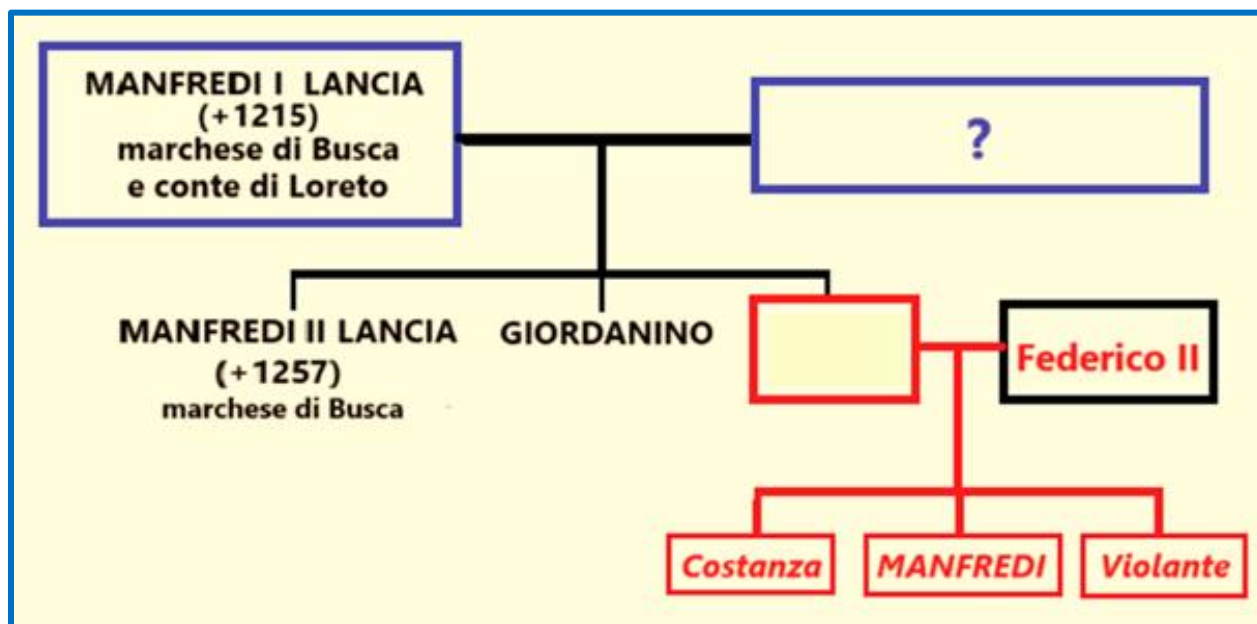 MANFREDI I LANCIA
(+1215)
marchese di Busca
e conte di Loreto
?
MANFREDI II LANCIA
(+1257)
marchese di Busca
GIORDANINO
Federico II
Costanza
MANFREDI
Violante